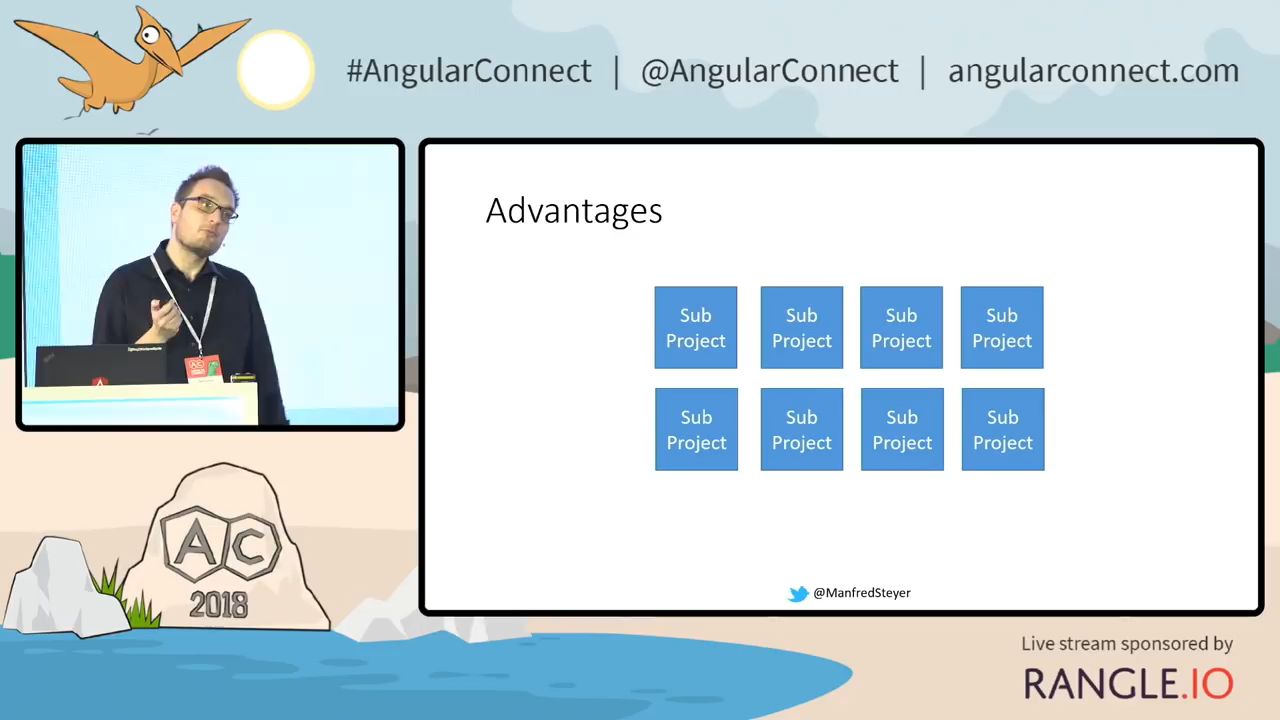 #AngularConnect | @AngularConnect | angularconnect.com
Advantages
Sub
Project
Sub
Project
Sub
Project
Sub
Project
Sub
Project
Sub
Project
Sub
Project
Sub
Project
@ManfredSteyer
AC
2018
Live stream sponsored by
RANGLE.IO